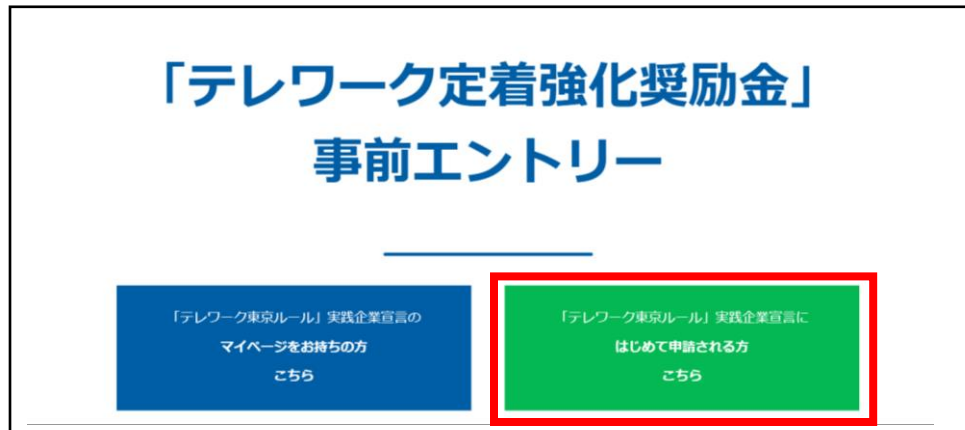 「テレワーク定着強化奨励金」
事前エントリー
「テレワーク東京ルール」実践企業宣言の
マイページをお持ちの方
こちら
「テレワーク東京ルール」実践企業宣言に
はじめて申請される方
こちら